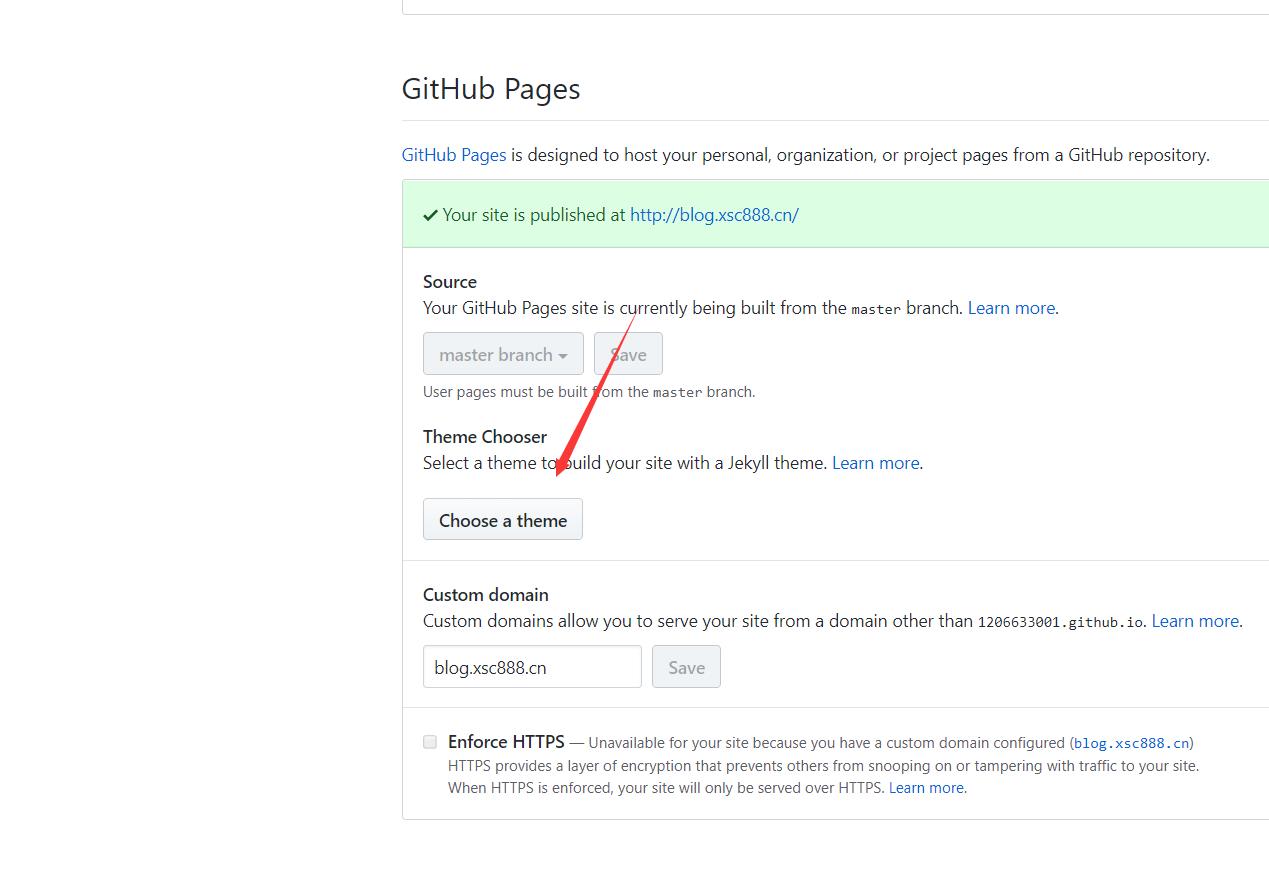 GitHub Pages
GitHub Pages is designed to host your personal, organization, or project pages from a GitHub repository.
Your site is published at http://blog.xsc888.cn/
Source
Your GitHub Pages site is currently being built from the master branch. Learn more.
master branch Save
User pages must be built from the master branch.
Theme Chooser
Select a theme to build your site with a Jekyll theme. Learn more.
Choose a theme
Custom domain
Custom domains allow you to serve your site from a domain other than 1206633001.github.io. Learn more.
blog.xsc888.cn Save
Enforce HTTPS — Unavailable for your site because you have a custom domain configured (blog.xsc888.cn)
HTTPS provides a layer of encryption that prevents others from snooping on or tampering with traffic to your site.
When HTTPS is enforced, your site will only be served over HTTPS. Learn more.